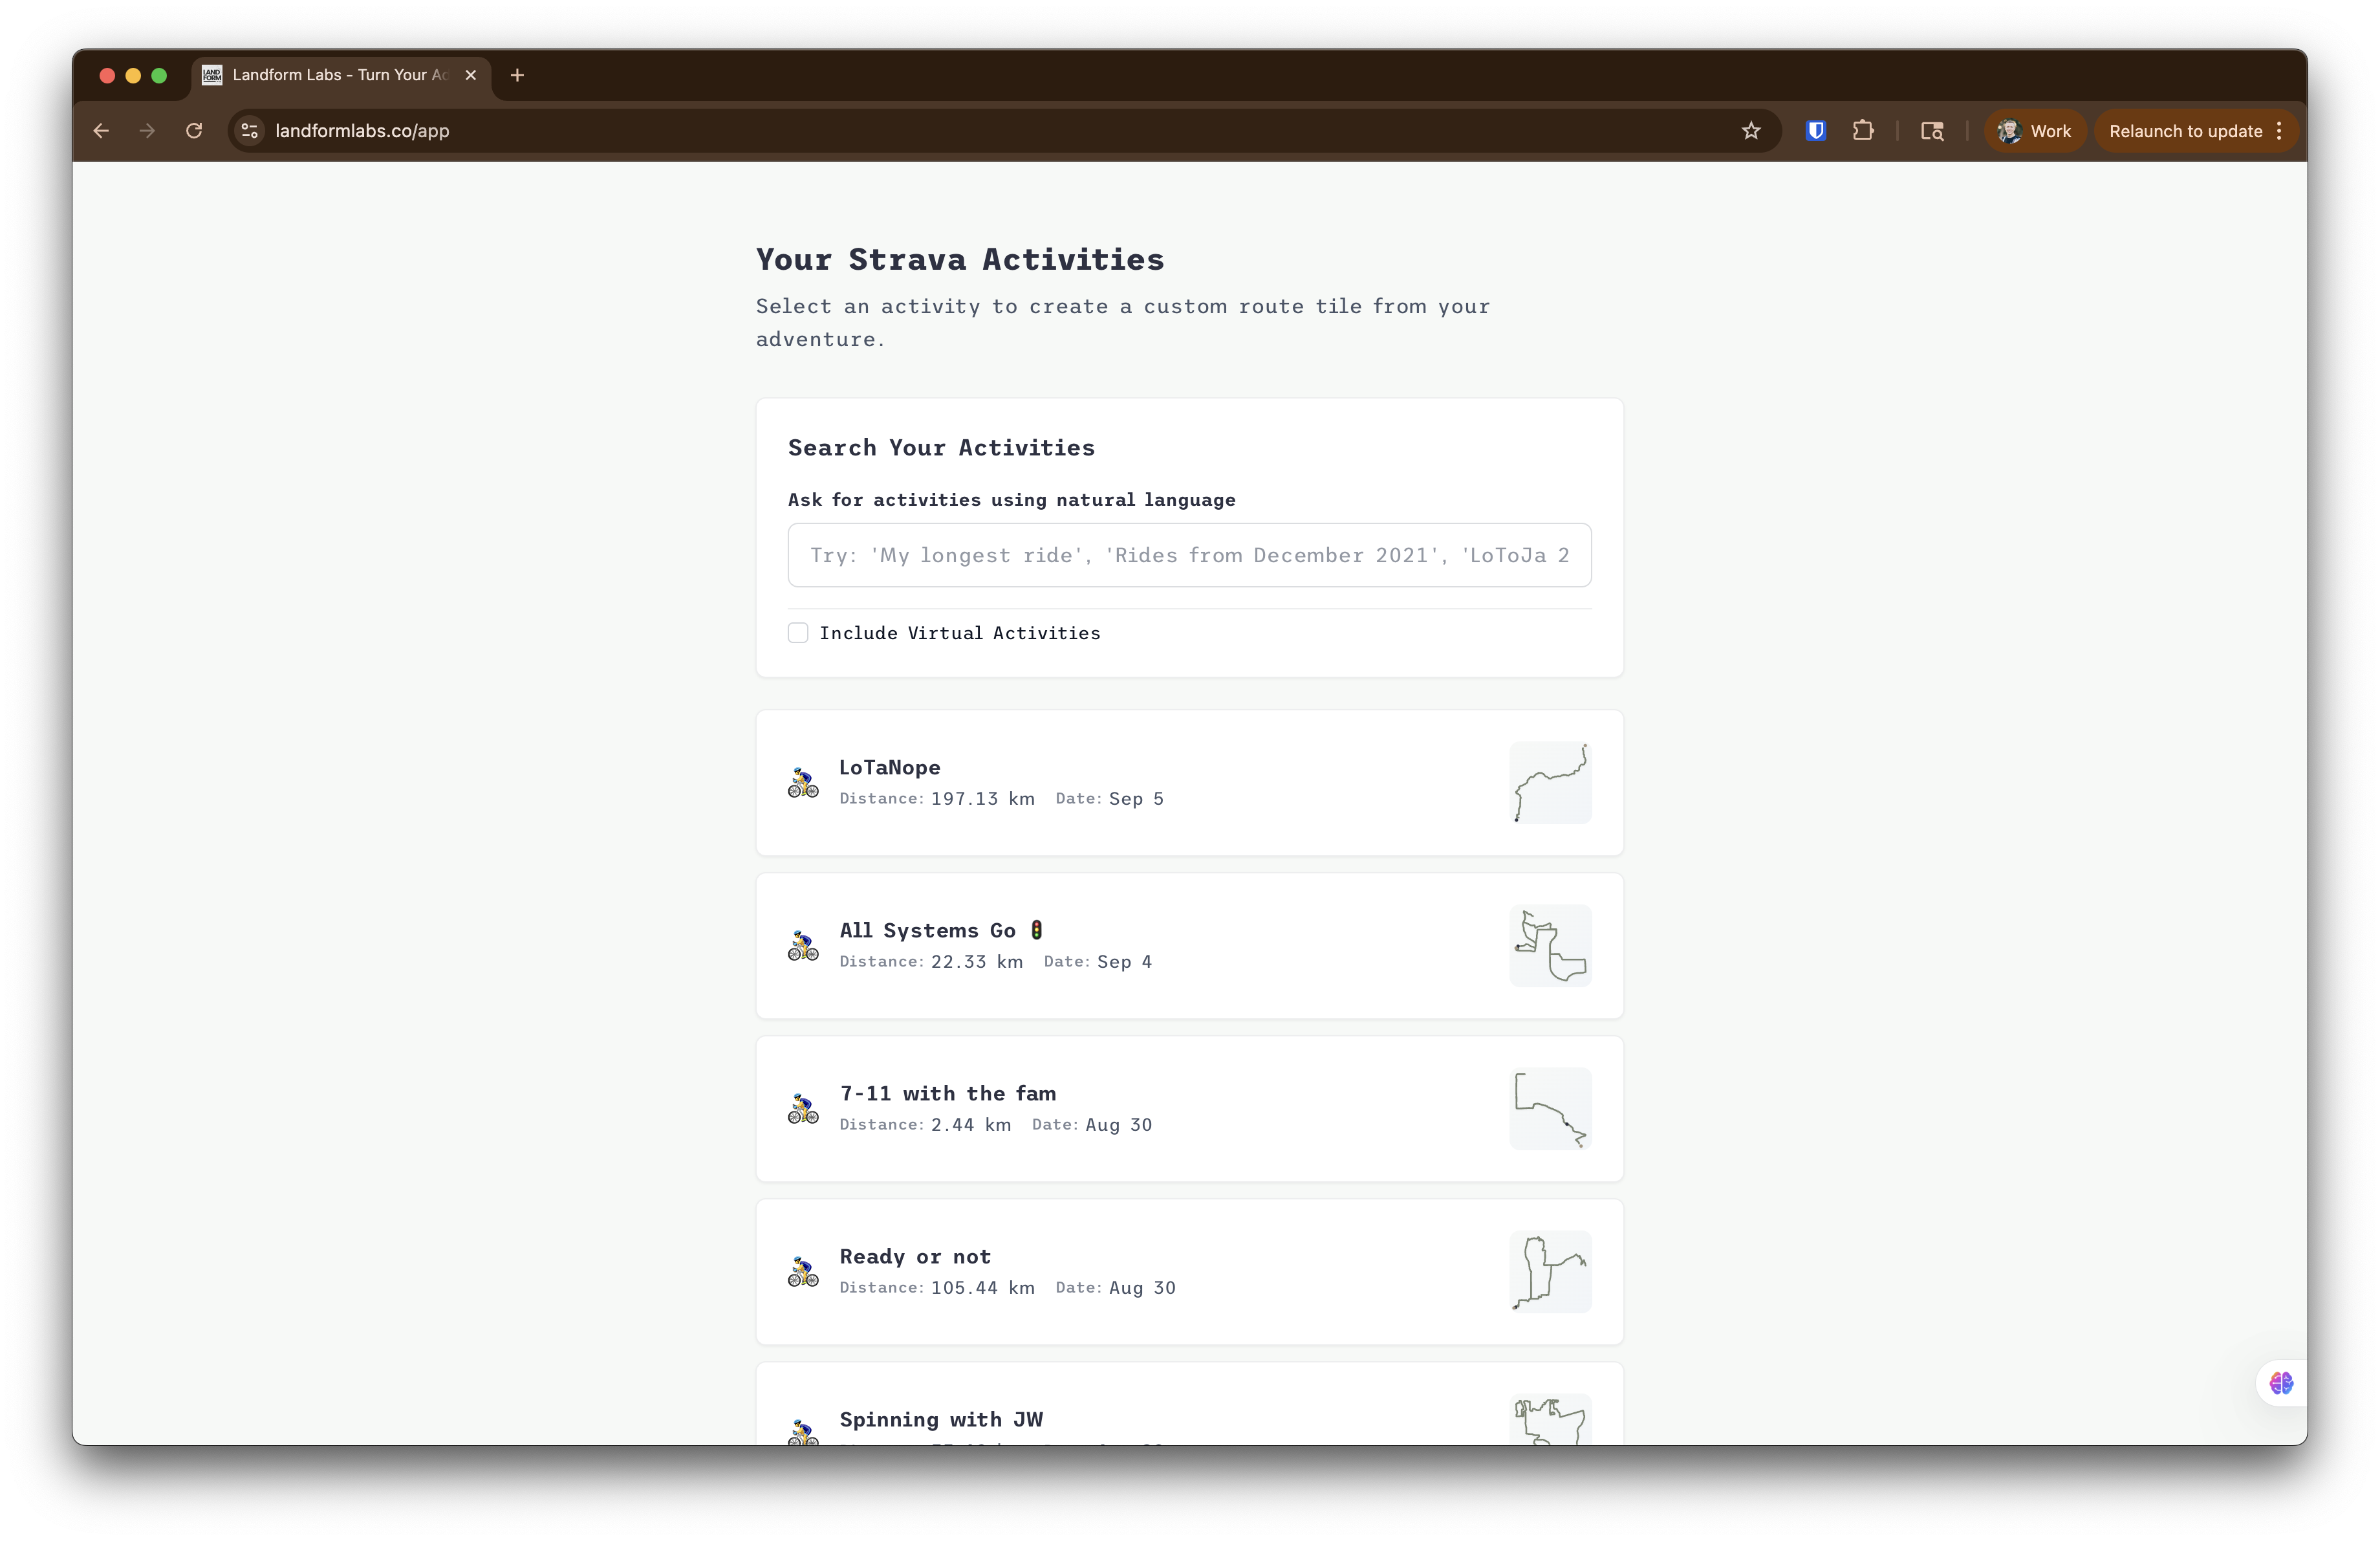 Landform Labs - Turn Your Ad
landformlabs.co/app
Work
Relaunch to update
Your Strava Activities
Select an activity to create a custom route tile from your
adventure.
Search Your Activities
Ask for activities using natural language
Try: 'My longest ride', 'Rides from December 2021', 'LoToJa 2
Include Virtual Activities
LoTaNope
Distance: 197.13 km Date: Sep 5
All Systems Go 🚦
Distance: 22.33 km Date: Sep 4
7-11 with the fam
Distance: 2.44 km Date: Aug 30
Ready or not
Distance: 105.44 km Date: Aug 30
Spinning with JW